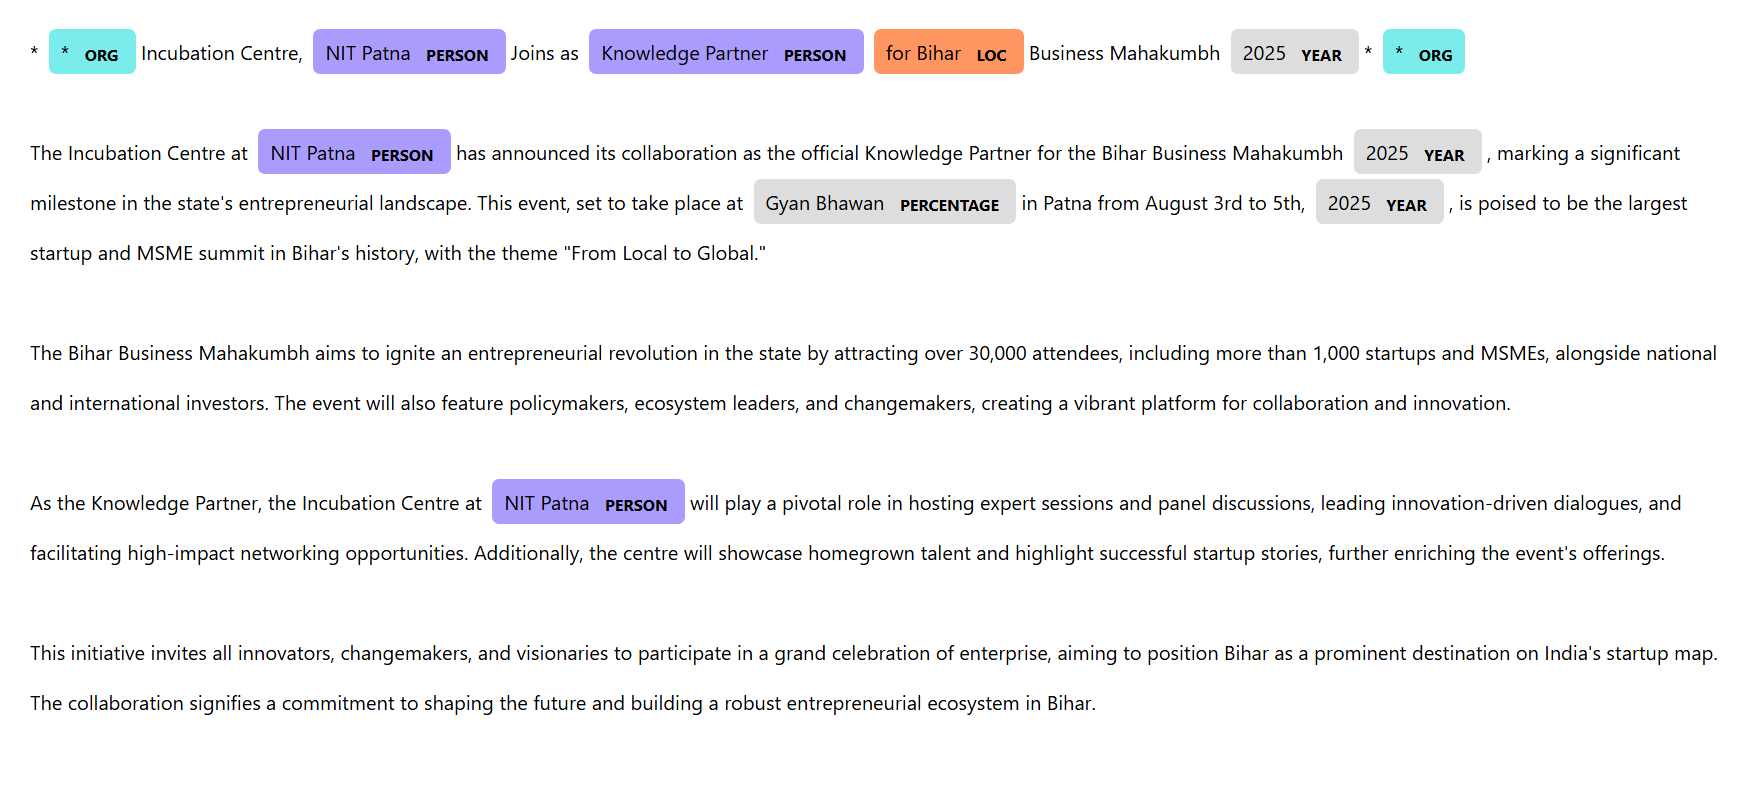 * * ORG Incubation Centre, NIT Patna PERSON Joins as Knowledge Partner PERSON for Bihar LOC Business Mahakumbh 2025 YEAR * * ORG
The Incubation Centre at NIT Patna PERSON has announced its collaboration as the official Knowledge Partner for the Bihar Business Mahakumbh 2025 YEAR , marking a significant
milestone in the state's entrepreneurial landscape. This event, set to take place at Gyan Bhawan PERCENTAGE in Patna from August 3rd to 5th, 2025 YEAR , is poised to be the largest
startup and MSME summit in Bihar's history, with the theme "From Local to Global."
The Bihar Business Mahakumbh aims to ignite an entrepreneurial revolution in the state by attracting over 30,000 attendees, including more than 1,000 startups and MSMEs, alongside national
and international investors. The event will also feature policymakers, ecosystem leaders, and changemakers, creating a vibrant platform for collaboration and innovation.
As the Knowledge Partner, the Incubation Centre at NIT Patna PERSON will play a pivotal role in hosting expert sessions and panel discussions, leading innovation-driven dialogues, and
facilitating high-impact networking opportunities. Additionally, the centre will showcase homegrown talent and highlight successful startup stories, further enriching the event's offerings.
This initiative invites all innovators, changemakers, and visionaries to participate in a grand celebration of enterprise, aiming to position Bihar as a prominent destination on India's startup map.
The collaboration signifies a commitment to shaping the future and building a robust entrepreneurial ecosystem in Bihar.